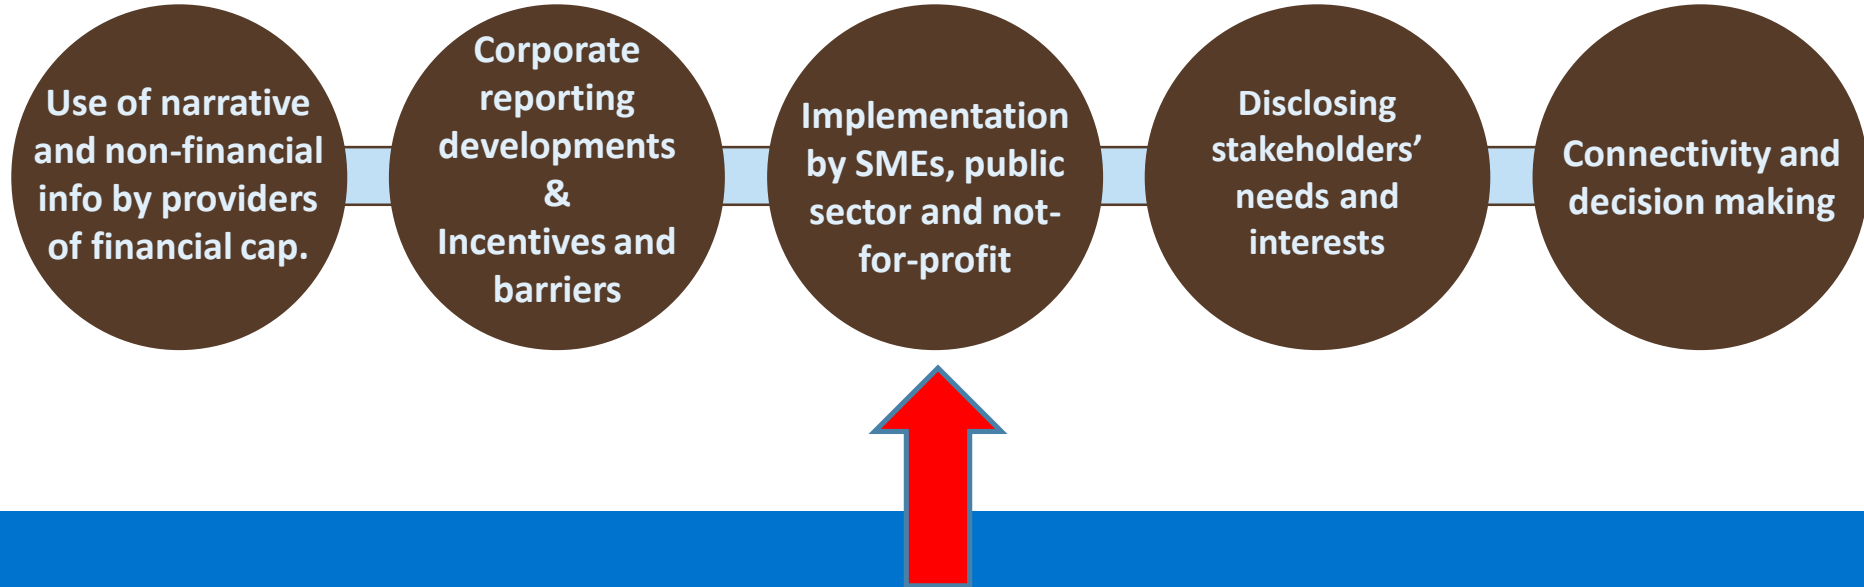 Use of narrative
and non-financial
info by providers
of financial cap.
Corporate
reporting
developments
&
Incentives and
barriers
Implementation
by SMEs, public
sector and not-
for-profit
Disclosing
stakeholders’
needs and
interests
Connectivity and
decision making